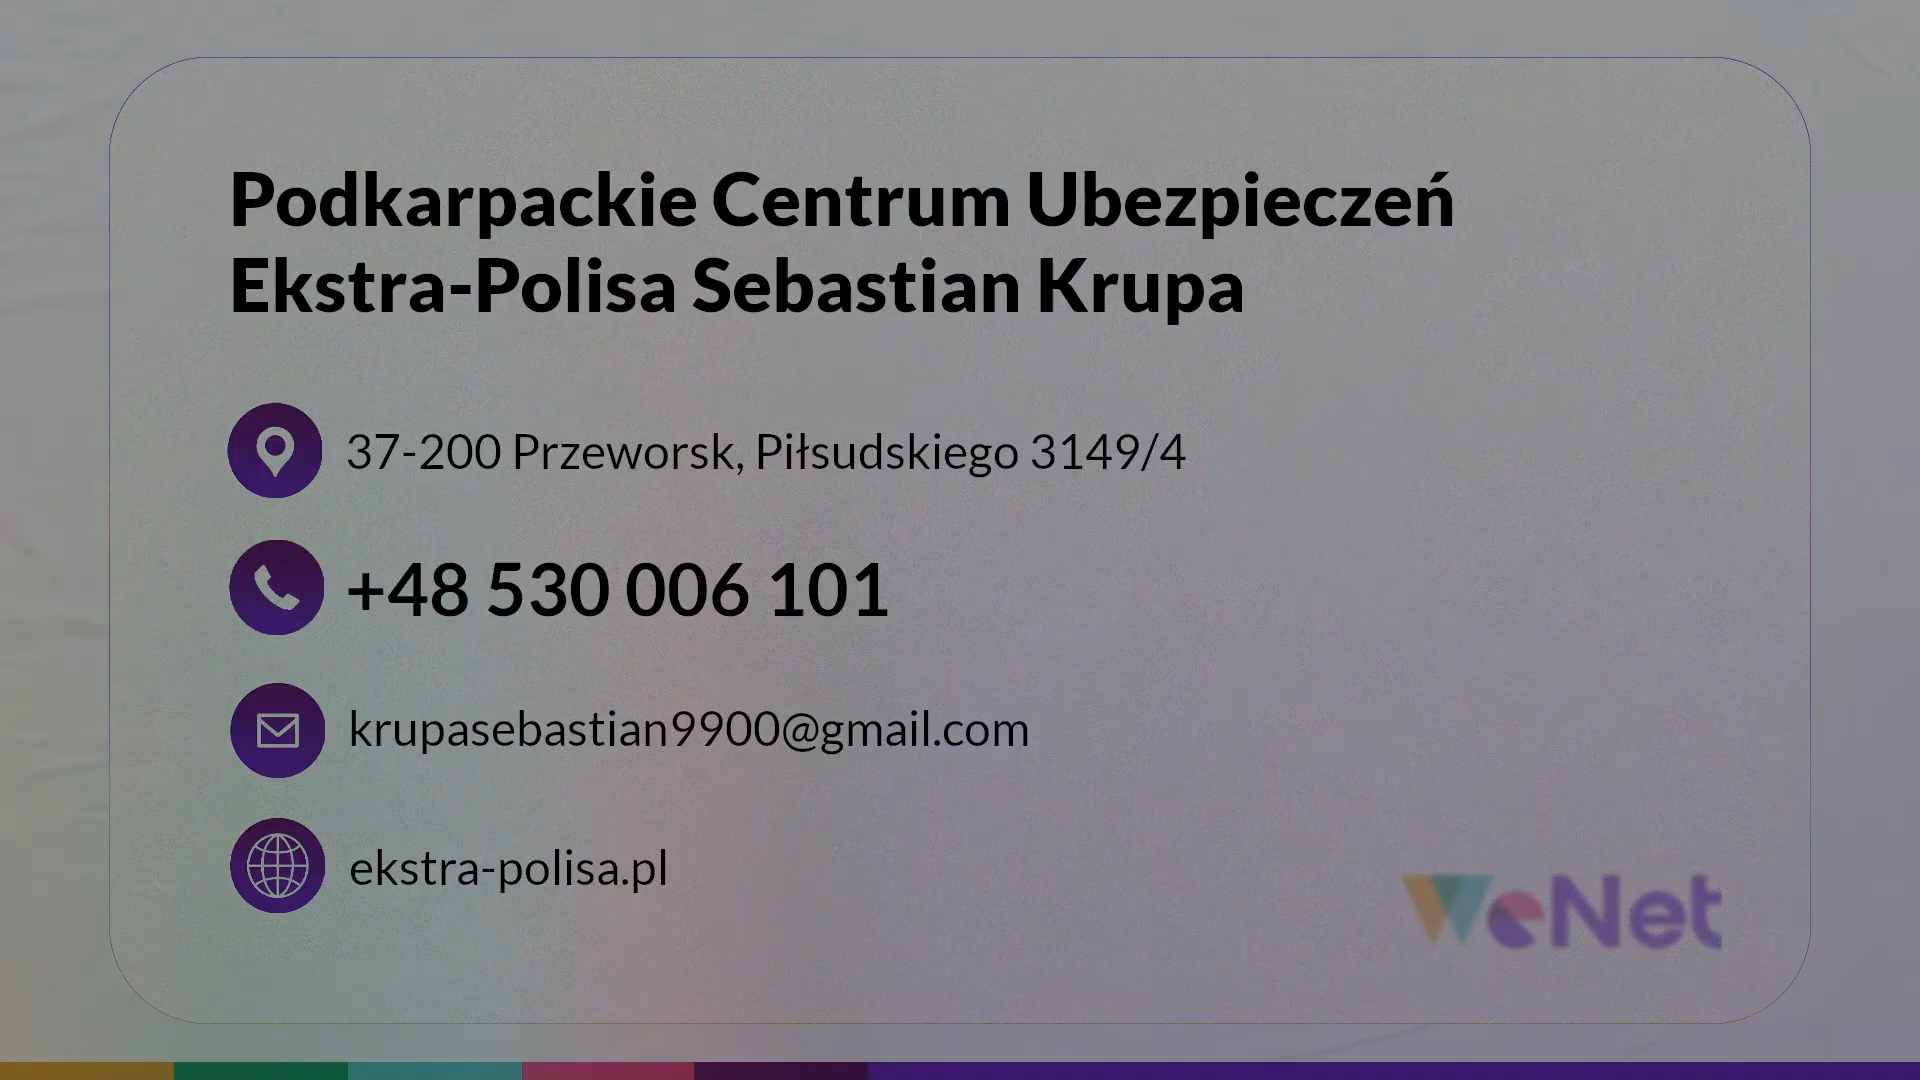 Podkarpackie Centrum Ubezpieczeń
Ekstra-Polisa Sebastian Krupa
37-200 Przeworsk, Piłsudskiego 3149/4
+48 530 006 101
krupasebastian9900@gmail.com
ekstra-polisa.pl
WeNet